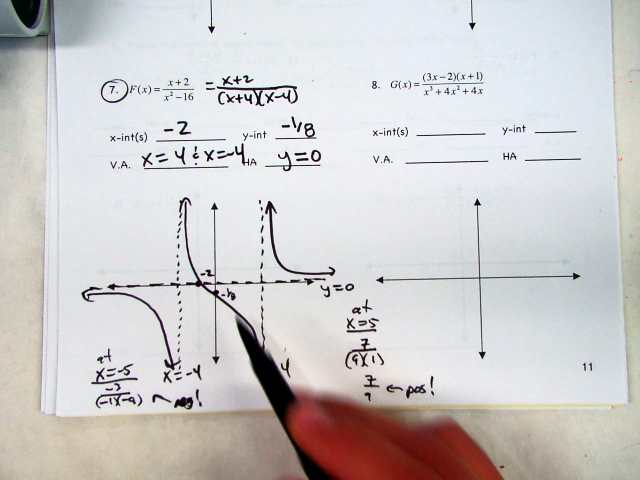 7. F(x) = x+2 / x² − 16 = x+2 / (x+4)(x−4)
x-int(s) −2 y-int −1/8
V.A. x = 4 & x = −4 HA y = 0
8. G(x) = (3x − 2)(x + 1) / x³ + 4x² + 4x
x-int(s) y-int
V.A. HA
−2
y = 0
−1/8
at
x = −5
−3
(−1)(−9)
neg!
x = −4
4
at
x = 5
7
(9)(1)
7
9 pos!
11